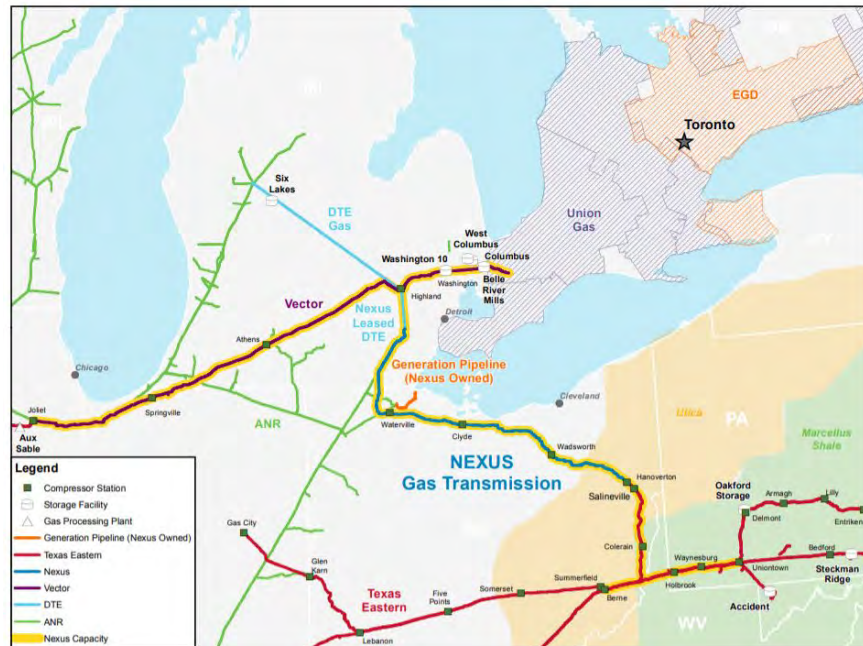 EGD
Toronto
Six
Lakes
DTE
Gas
Union
Gas
West
Columbus
Columbus
Washington 10
Washington
Belle
River
Mills
Highland
Vector
Nexus
Leased
DTE
Detroit
Athens
Generation Pipeline
(Nexus Owned)
Chicago
Cleveland
Springville
Joliet
Aux
Sable
ANR
Waterville
Clyde
Wadsworth
Utica
PA
Marcellus
Shale
NEXUS
Gas Transmission
Hanoverton
Salineville
Oakford
Storage
Armagh
Lilly
Delmont
Entriken
Gas City
Colerain
Waynesburg
Bedford
Uniontown
Steckman
Ridge
Glen
Karn
Summerfield
Holbrook
Somerset
Berne
Accident
Texas
Eastern
Five
Points
Lebanon
WV
Legend
Compressor Station
Storage Facility
Gas Processing Plant
Generation Pipeline (Nexus Owned)
Texas Eastern
Nexus
Vector
DTE
ANR
Nexus Capacity